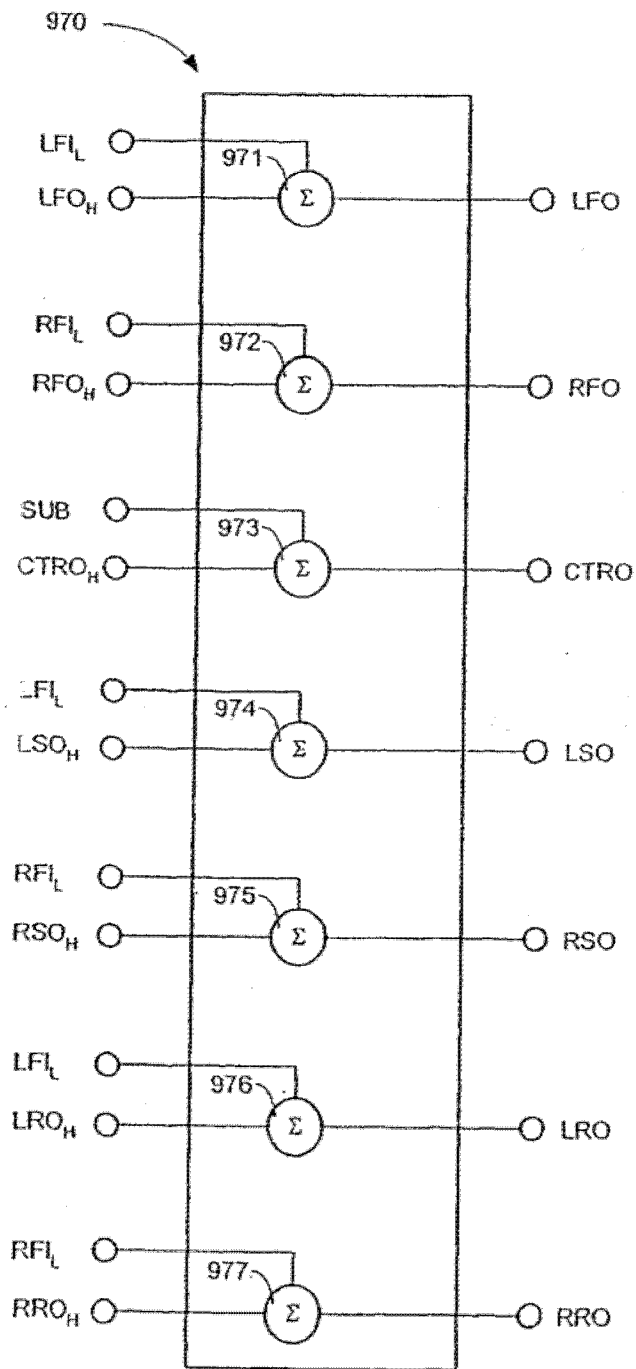 970
LFI_L
971
LFO_H
Σ
LFO
RFI_L
972
RFO_H
Σ
RFO
SUB
973
CTRO_H
Σ
CTRO
LFI_L
974
LSO_H
Σ
LSO
RFI_L
975
RSO_H
Σ
RSO
LFI_L
976
LRO_H
Σ
LRO
RFI_L
977
RRO_H
Σ
RRO